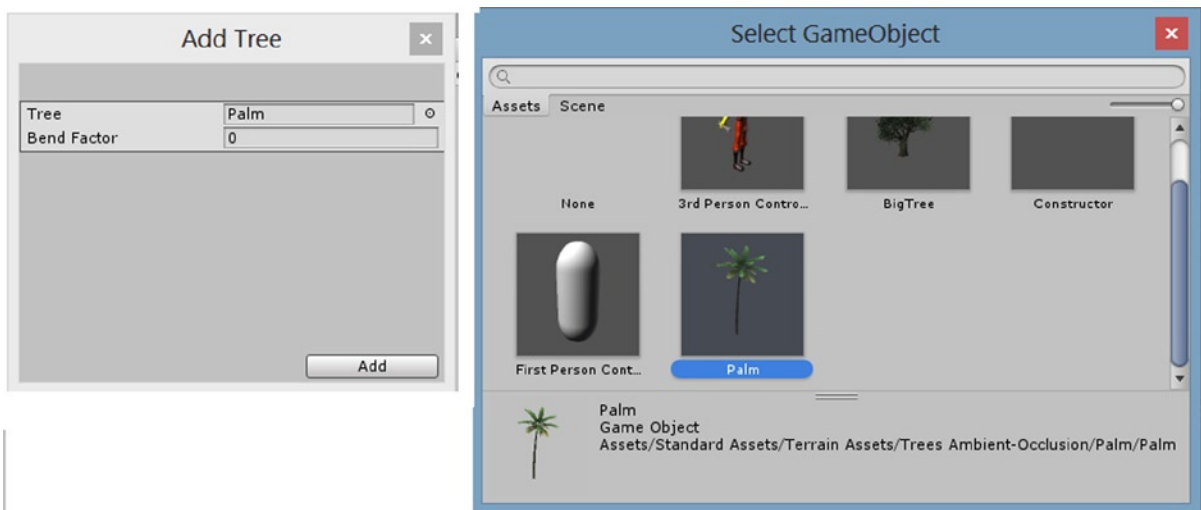 Add Tree
Tree Palm
Bend Factor 0
Add
Select GameObject
Assets Scene
None 3rd Person Contro... BigTree Constructor
First Person Cont... Palm
Palm
Game Object
Assets/Standard Assets/Terrain Assets/Trees Ambient-Occlusion/Palm/Palm